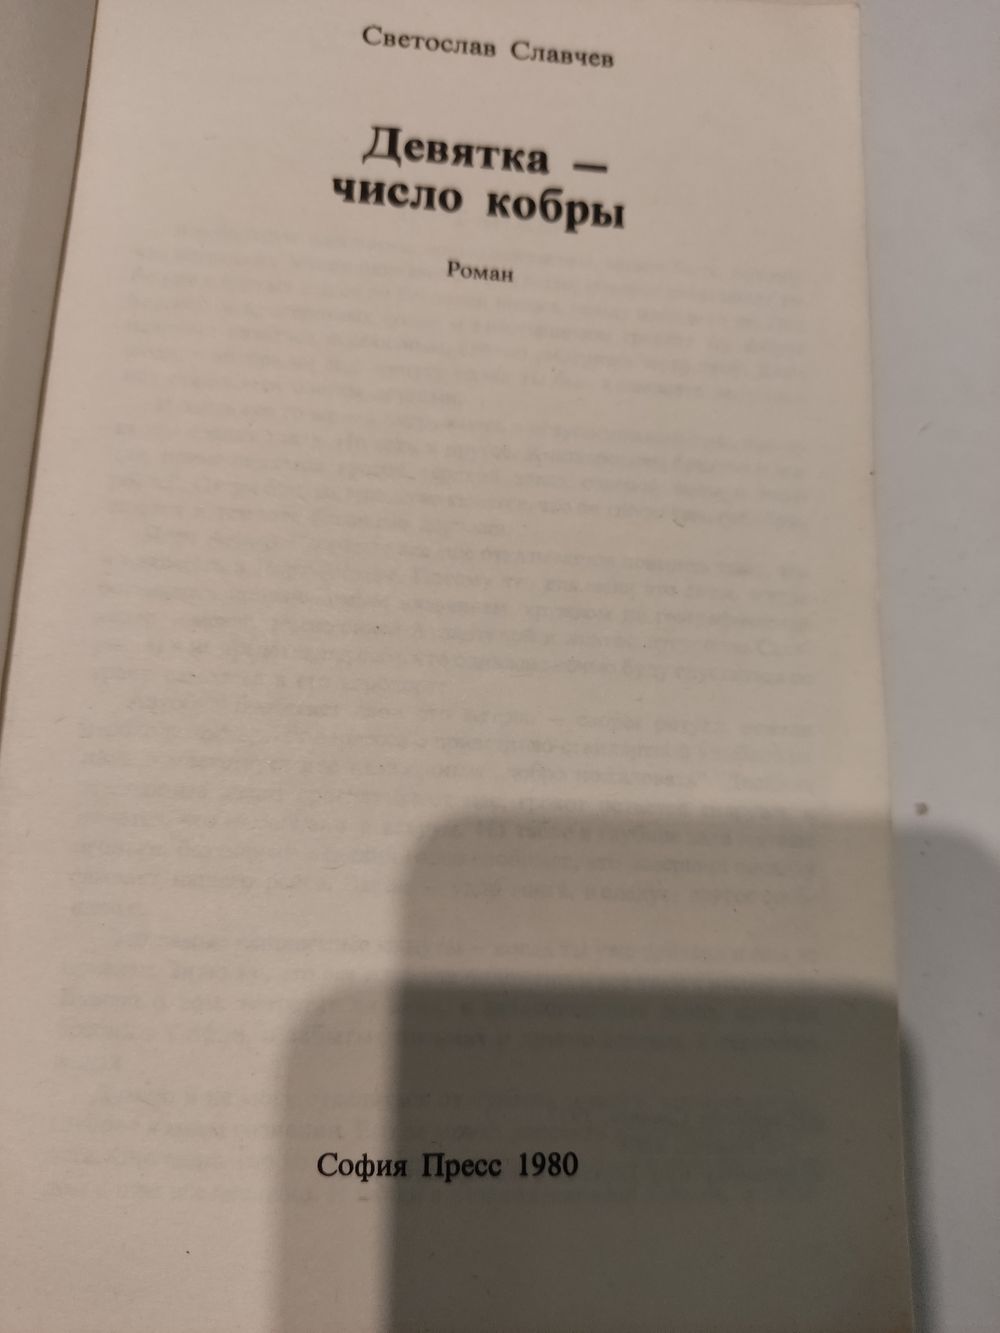 Светослав Славчев
Девятка —
число кобры
Роман
София Пресс 1980